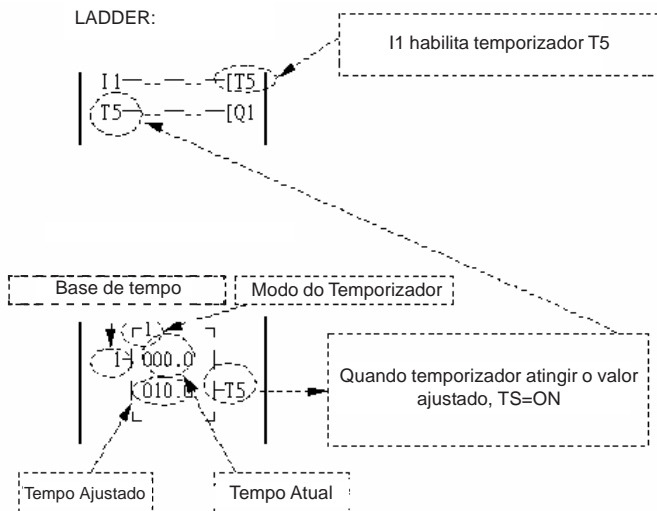 LADDER:
I1 habilita temporizador T5
I1—..—..—[T5
T5—..—..—[Q1
Base de tempo
Modo do Temporizador
1
1 000.0
010.0 T5
Quando temporizador atingir o valor
ajustado, TS=ON
Tempo Ajustado
Tempo Atual